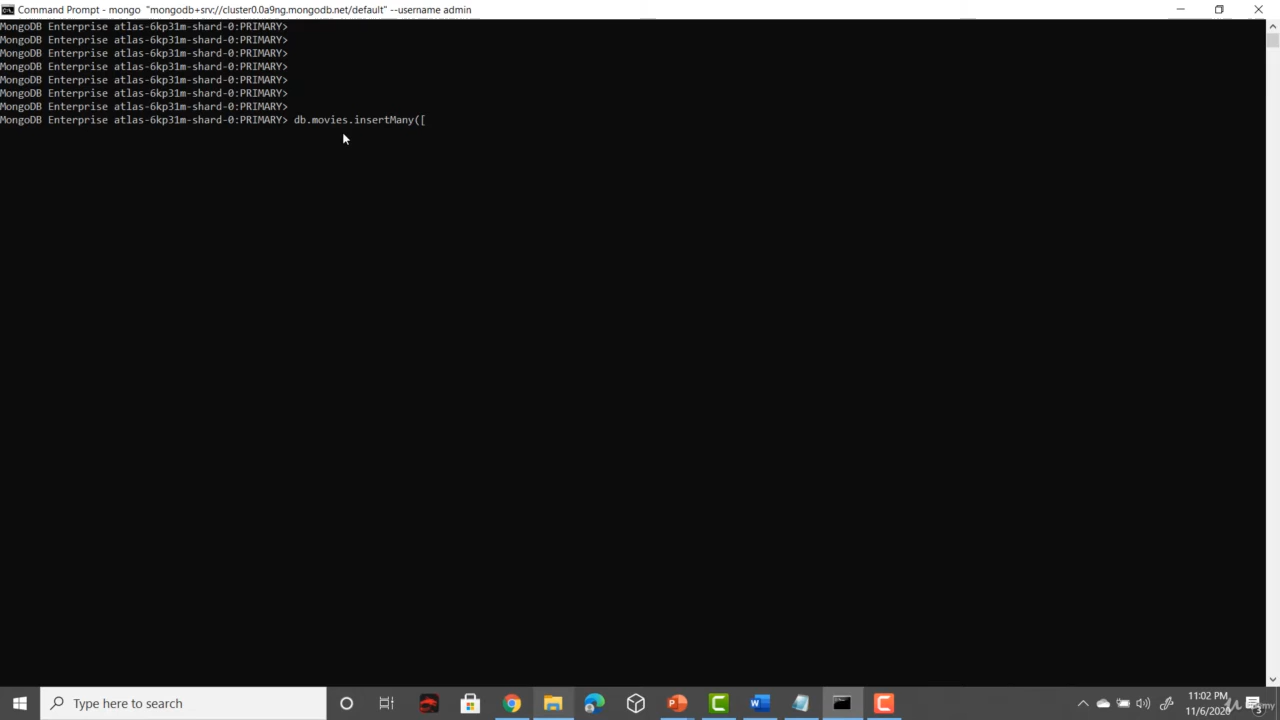 Command Prompt - mongo "mongodb+srv://cluster0.0a9ng.mongodb.net/default" --username admin
MongoDB Enterprise atlas-6kp31m-shard-0:PRIMARY>
MongoDB Enterprise atlas-6kp31m-shard-0:PRIMARY>
MongoDB Enterprise atlas-6kp31m-shard-0:PRIMARY>
MongoDB Enterprise atlas-6kp31m-shard-0:PRIMARY>
MongoDB Enterprise atlas-6kp31m-shard-0:PRIMARY>
MongoDB Enterprise atlas-6kp31m-shard-0:PRIMARY>
MongoDB Enterprise atlas-6kp31m-shard-0:PRIMARY>
MongoDB Enterprise atlas-6kp31m-shard-0:PRIMARY> db.movies.insertMany([
Type here to search
11:02 PM
11/6/2020